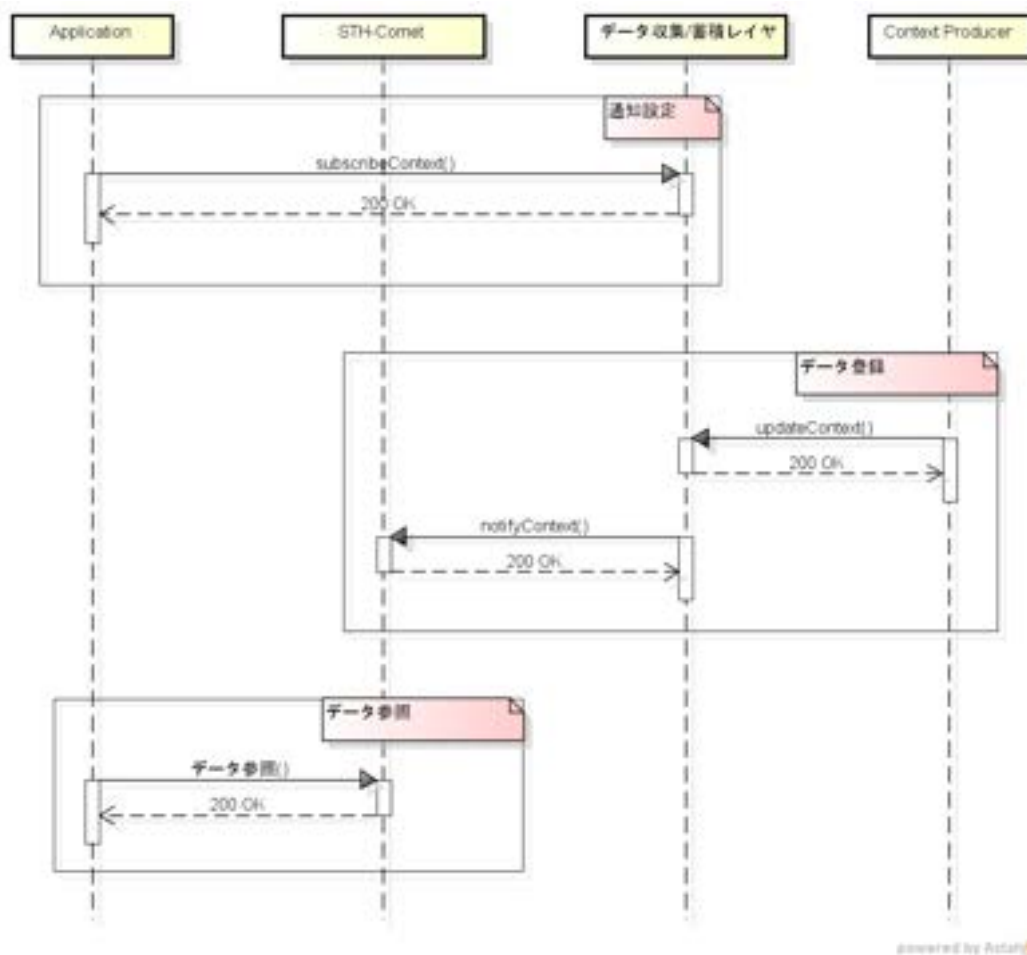 Application
STH-Comet
データ収集/蓄積レイヤ
Context Producer
通知設定
subscribeContext()
200 OK
データ登録
updateContext()
200 OK
notifyContext()
200 OK
データ参照
データ参照()
200 OK
powered by Astah